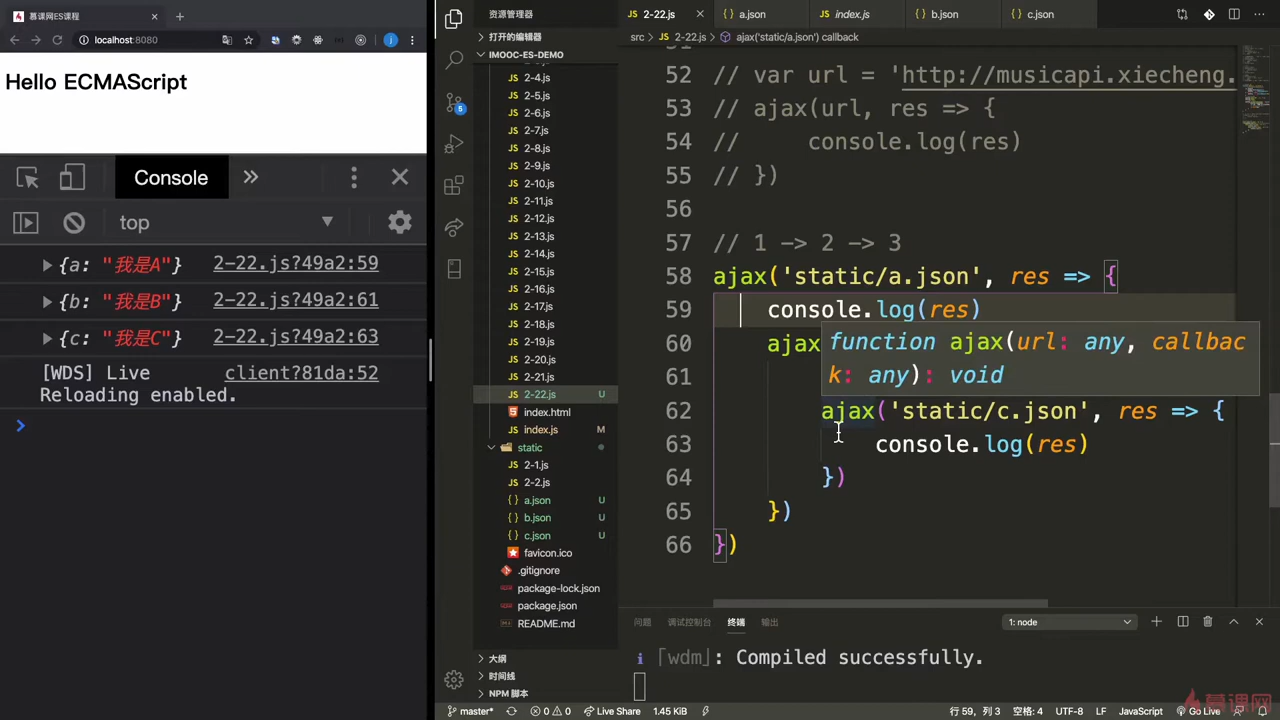 慕课网ES课程
localhost:8080
Hello ECMAScript
Console
top
{a: "我是A"} 2-22.js?49a2:59
{b: "我是B"} 2-22.js?49a2:61
{c: "我是C"} 2-22.js?49a2:63
[WDS] Live client?81da:52
Reloading enabled.
资源管理器
打开的编辑器
IMOOC-ES-DEMO
2-4.js
2-5.js
2-6.js
2-7.js
2-8.js
2-9.js
2-10.js
2-11.js
2-12.js
2-13.js
2-14.js
2-15.js
2-16.js
2-17.js
2-18.js
2-19.js
2-20.js
2-21.js
2-22.js U
index.html
index.js M
static
2-1.js
2-2.js
a.json U
b.json U
c.json U
favicon.ico
.gitignore
package-lock.json
package.json
README.md
大纲
时间线
NPM 脚本
2-22.js a.json index.js b.json c.json
src > 2-22.js > ajax('static/a.json') callback
52 // var url = 'http://musicapi.xiecheng.
53 // ajax(url, res => {
54 //     console.log(res)
55 // })
56
57 // 1 -> 2 -> 3
58 ajax('static/a.json', res => {
59     console.log(res)
60     ajax
function ajax(url: any, callbac
k: any): void
61
62         ajax('static/c.json', res => {
63             console.log(res)
64         })
65     })
66 })
问题 调试控制台 终端 输出 1: node
i ｢wdm｣: Compiled successfully.
慕课网
master* 0 0 Live Share 1.45 KiB 行 59，列 3 空格: 4 UTF-8 LF JavaScript Go Live